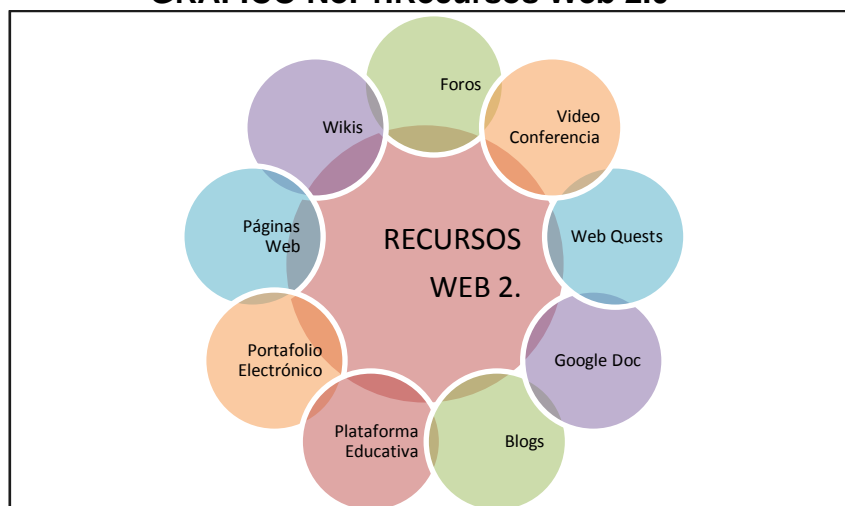 Foros
Video
Conferencia
Wikis
Páginas
Web
RECURSOS
WEB 2.
Web Quests
Google Doc
Portafolio
Electrónico
Plataforma
Educativa
Blogs